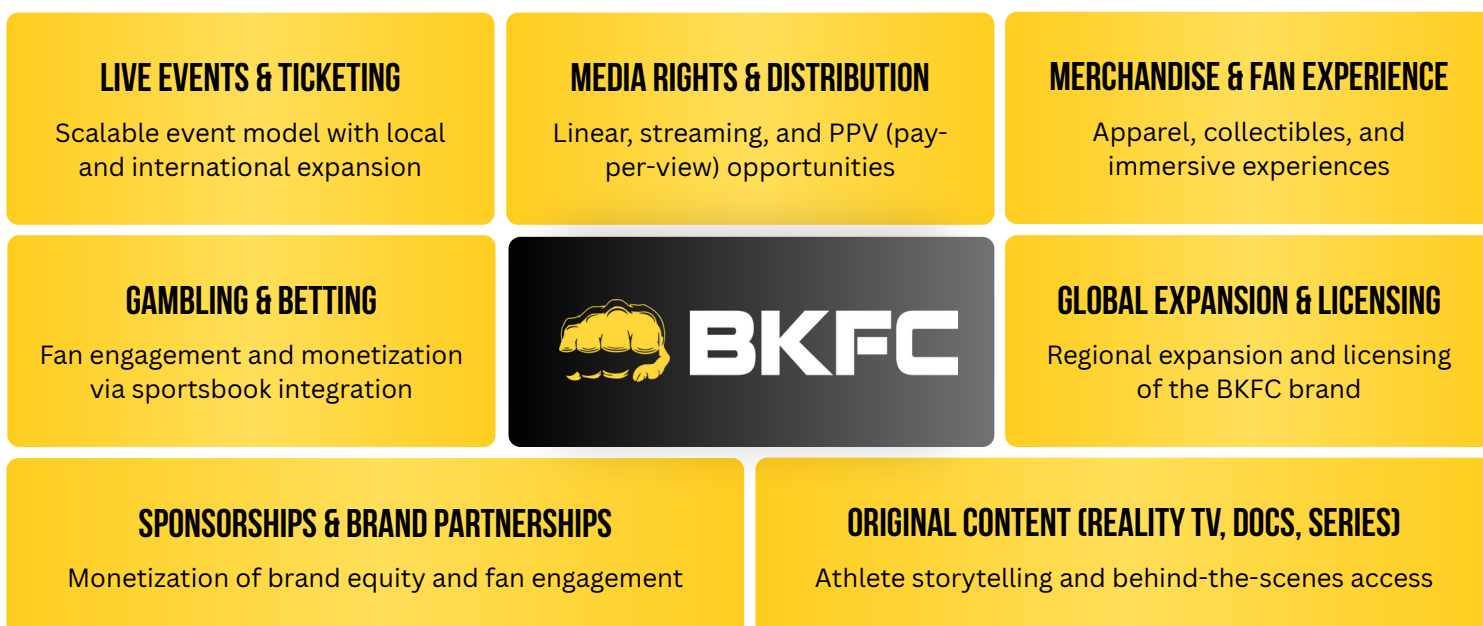 LIVE EVENTS & TICKETING
Scalable event model with local
and international expansion
MEDIA RIGHTS & DISTRIBUTION
Linear, streaming, and PPV (pay-
per-view) opportunities
MERCHANDISE & FAN EXPERIENCE
Apparel, collectibles, and
immersive experiences
GAMBLING & BETTING
Fan engagement and monetization
via sportsbook integration
BKFC
GLOBAL EXPANSION & LICENSING
Regional expansion and licensing
of the BKFC brand
SPONSORSHIPS & BRAND PARTNERSHIPS
Monetization of brand equity and fan engagement
ORIGINAL CONTENT (REALITY TV, DOCS, SERIES)
Athlete storytelling and behind-the-scenes access